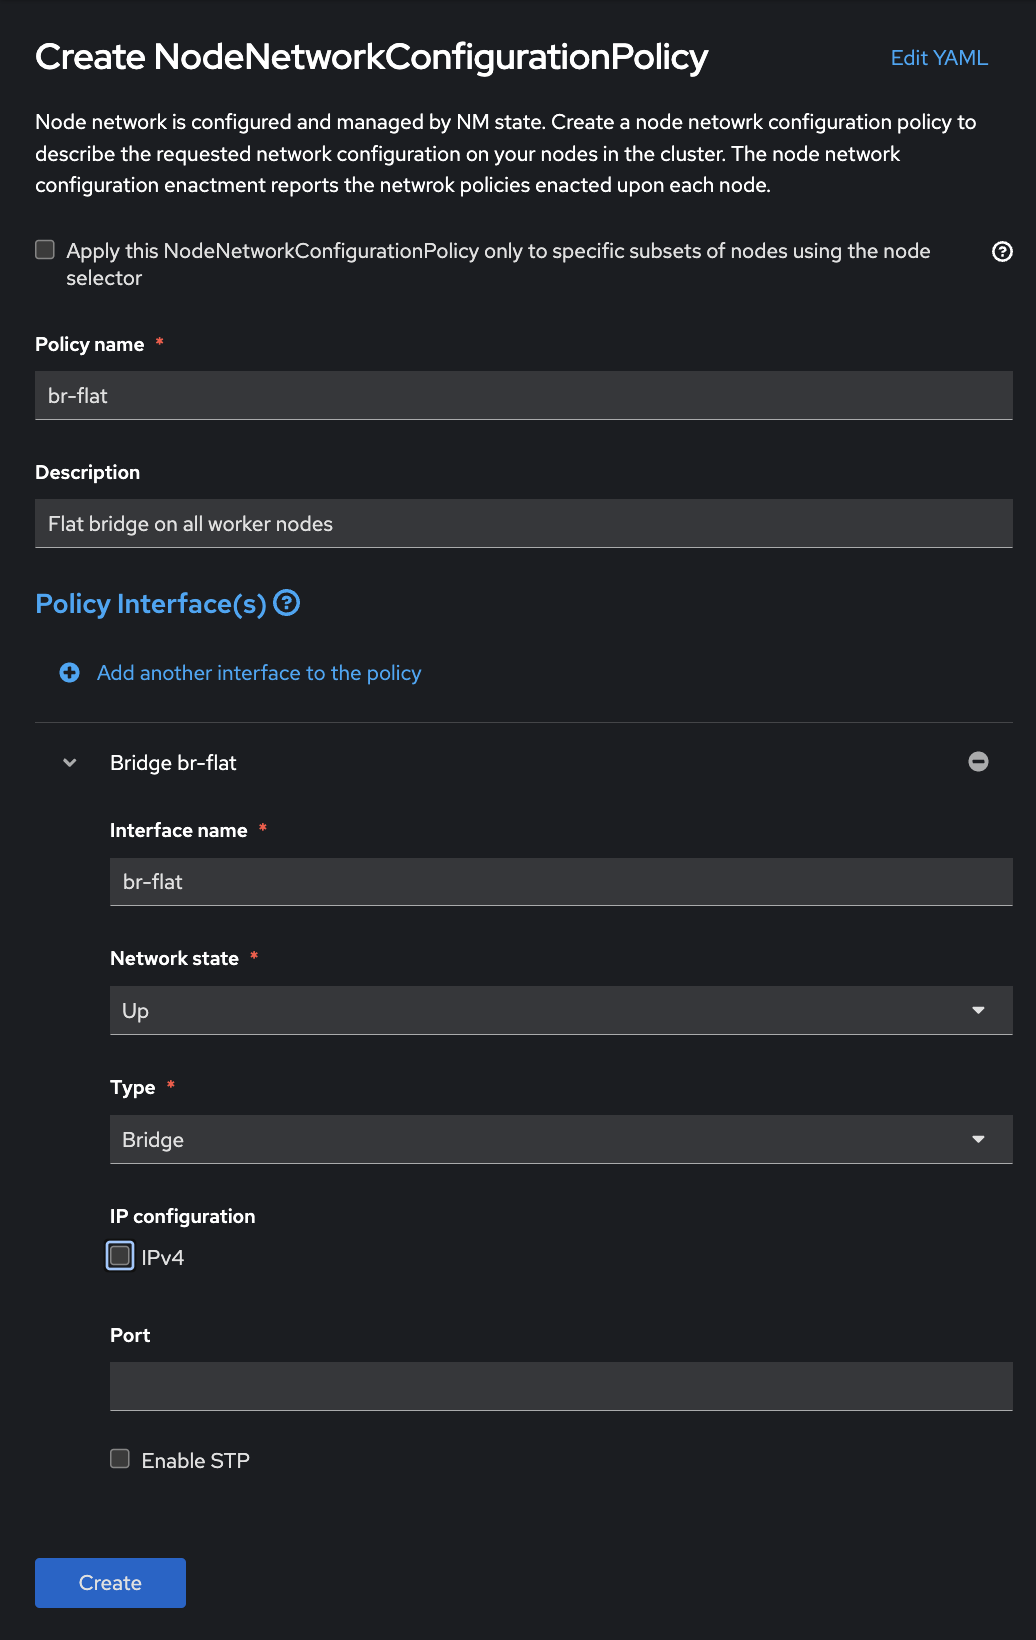 Create NodeNetworkConfigurationPolicy
Edit YAML
Node network is configured and managed by NM state. Create a node netowrk configuration policy to
describe the requested network configuration on your nodes in the cluster. The node network
configuration enactment reports the netwrok policies enacted upon each node.
Apply this NodeNetworkConfigurationPolicy only to specific subsets of nodes using the node
selector
Policy name *
br-flat
Description
Flat bridge on all worker nodes
Policy Interface(s)
Add another interface to the policy
Bridge br-flat
Interface name *
br-flat
Network state *
Up
Type *
Bridge
IP configuration
IPv4
Port
Enable STP
Create